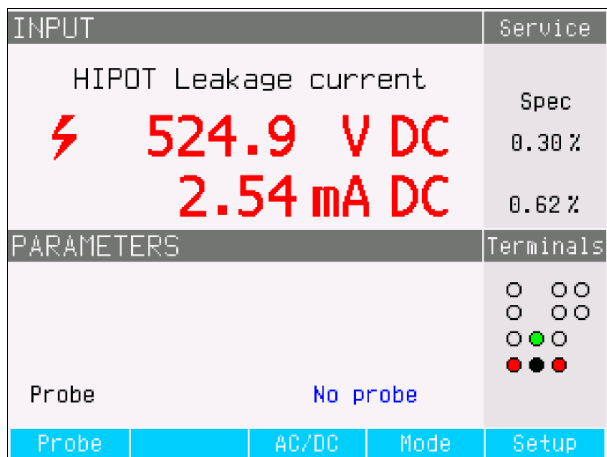 INPUT Service
HIPOT Leakage current
Spec
524.9 V DC 0.30 %
2.54 mA DC 0.62 %
PARAMETERS Terminals
Probe No probe
Probe AC/DC Mode Setup